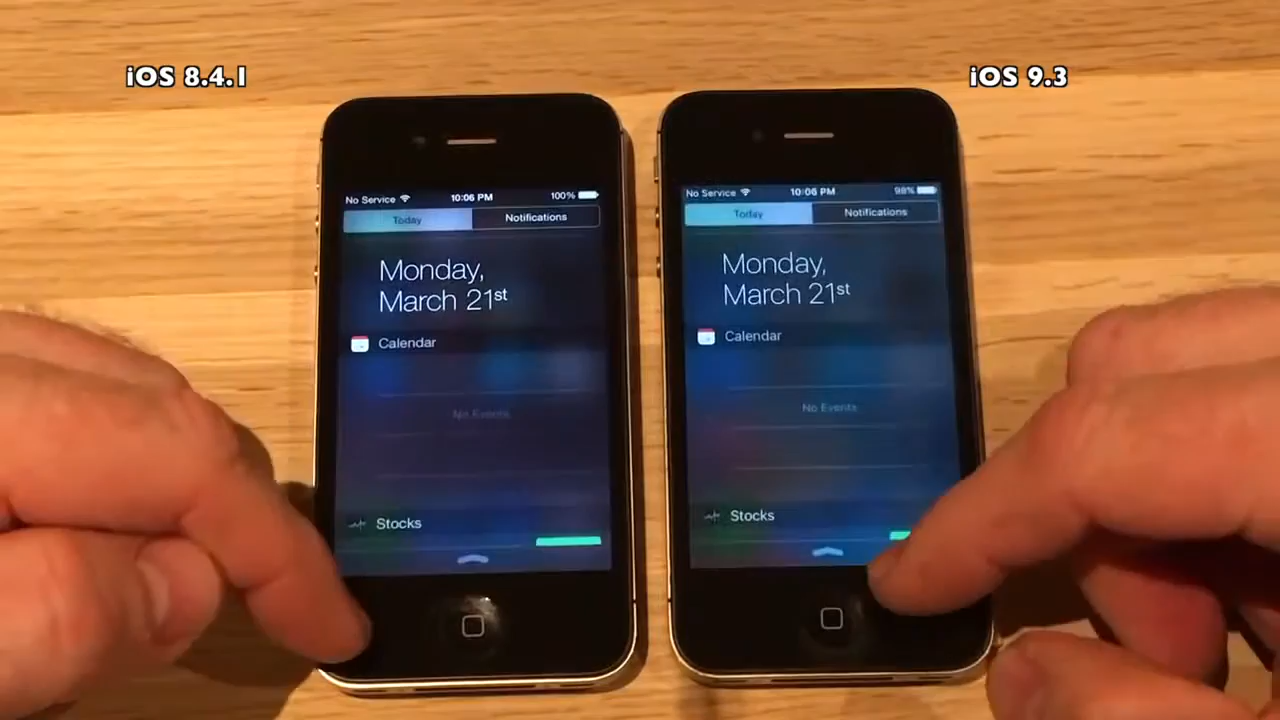 iOS 8.4.1
iOS 9.3
No Service 10:06 PM 100%
Today Notifications
Monday,
March 21st
Calendar
No Events
Stocks
No Service 10:06 PM 98%
Today Notifications
Monday,
March 21st
Calendar
No Events
Stocks